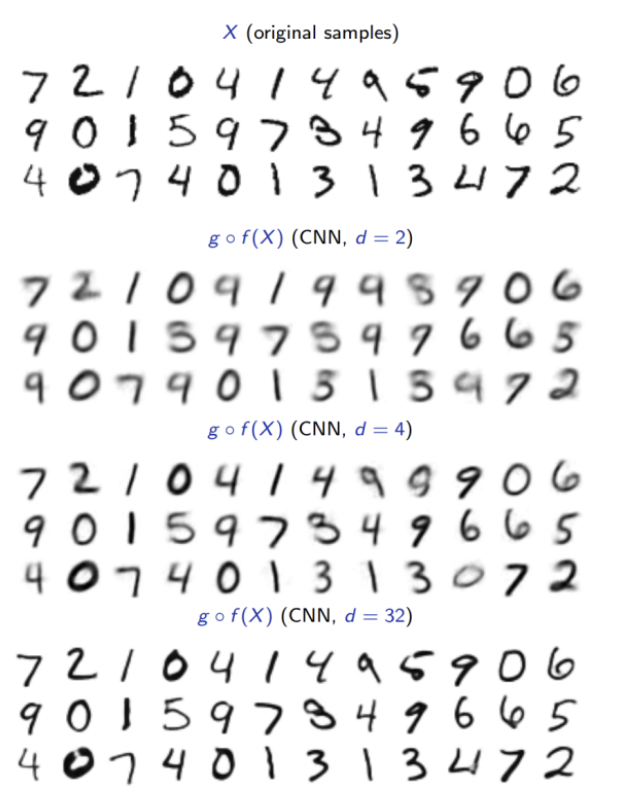 X (original samples)
7 2 1 0 4 1 4 9 5 9 0 6
9 0 1 5 9 7 3 4 9 6 6 5
4 0 7 4 0 1 3 1 3 4 7 2
g ∘ f(X) (CNN, d = 2)
7 2 1 0 9 1 9 9 8 9 0 6
9 0 1 5 9 7 5 9 9 6 6 5
9 0 7 9 0 1 3 1 3 9 7 2
g ∘ f(X) (CNN, d = 4)
7 2 1 0 4 1 4 9 9 9 0 6
9 0 1 5 9 7 3 4 9 6 6 5
4 0 7 4 0 1 3 1 3 0 7 2
g ∘ f(X) (CNN, d = 32)
7 2 1 0 4 1 4 9 5 9 0 6
9 0 1 5 9 7 3 4 9 6 6 5
4 0 7 4 0 1 3 1 3 4 7 2